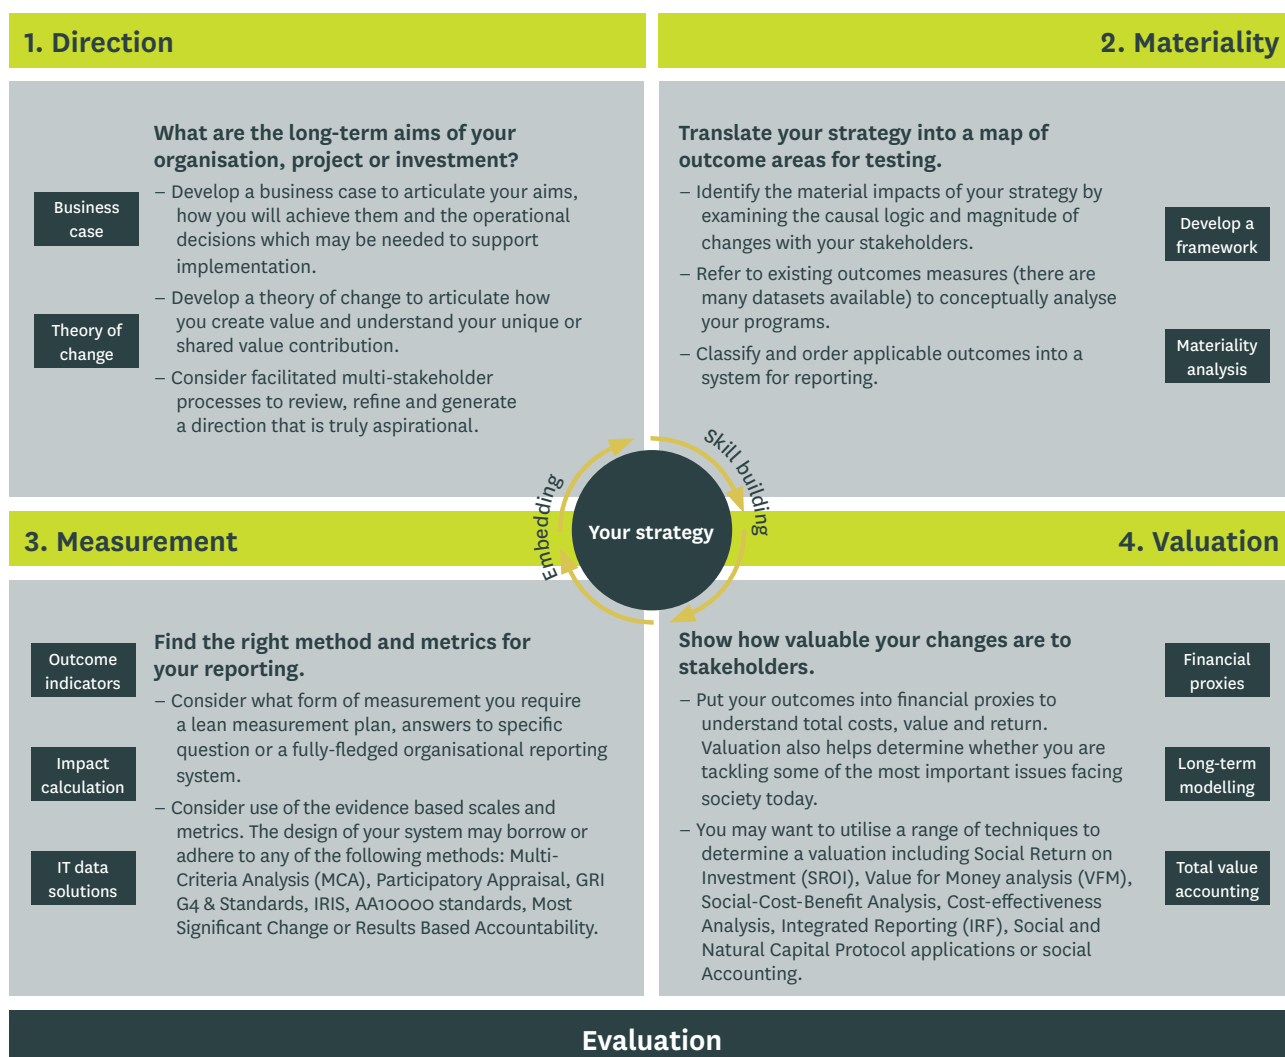 1. Direction
2. Materiality
What are the long-term aims of your
organisation, project or investment?
Business
case
– Develop a business case to articulate your aims,
how you will achieve them and the operational
decisions which may be needed to support
implementation.
Theory of
change
– Develop a theory of change to articulate how
you create value and understand your unique or
shared value contribution.
– Consider facilitated multi-stakeholder
processes to review, refine and generate
a direction that is truly aspirational.
Translate your strategy into a map of
outcome areas for testing.
– Identify the material impacts of your strategy by
examining the causal logic and magnitude of
changes with your stakeholders.
– Refer to existing outcomes measures (there are
many datasets available) to conceptually analyse
your programs.
– Classify and order applicable outcomes into a
system for reporting.
Develop a
framework
Materiality
analysis
Embedding
Your strategy
Skill building
3. Measurement
4. Valuation
Outcome
indicators
Impact
calculation
IT data
solutions
Find the right method and metrics for
your reporting.
– Consider what form of measurement you require
a lean measurement plan, answers to specific
question or a fully-fledged organisational reporting
system.
– Consider use of the evidence based scales and
metrics. The design of your system may borrow or
adhere to any of the following methods: Multi-
Criteria Analysis (MCA), Participatory Appraisal, GRI
G4 & Standards, IRIS, AA10000 standards, Most
Significant Change or Results Based Accountability.
Show how valuable your changes are to
stakeholders.
– Put your outcomes into financial proxies to
understand total costs, value and return.
Valuation also helps determine whether you are
tackling some of the most important issues facing
society today.
– You may want to utilise a range of techniques to
determine a valuation including Social Return on
Investment (SROI), Value for Money analysis (VFM),
Social-Cost-Benefit Analysis, Cost-effectiveness
Analysis, Integrated Reporting (IRF), Social and
Natural Capital Protocol applications or social
Accounting.
Financial
proxies
Long-term
modelling
Total value
accounting
Evaluation